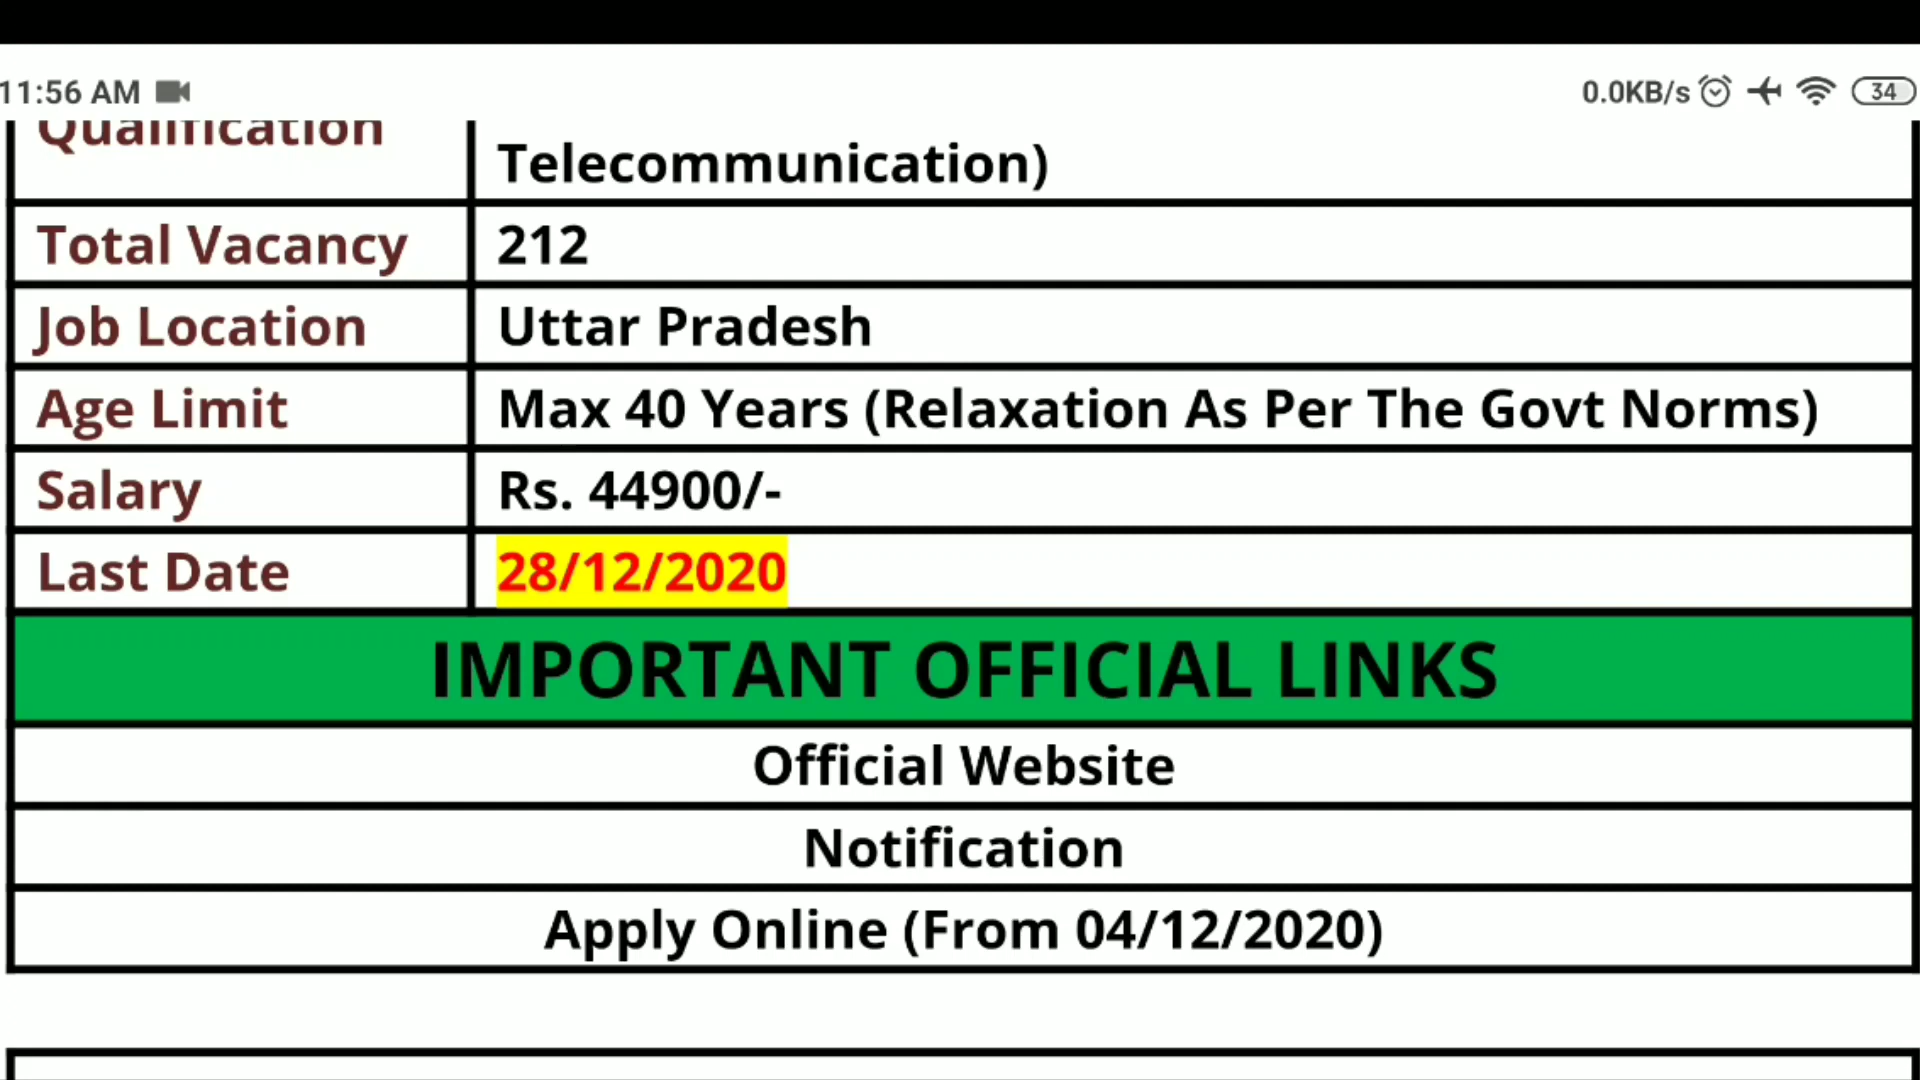 11:56 AM
0.0KB/s 34
Qualification
Telecommunication)
Total Vacancy 212
Job Location Uttar Pradesh
Age Limit Max 40 Years (Relaxation As Per The Govt Norms)
Salary Rs. 44900/-
Last Date 28/12/2020
IMPORTANT OFFICIAL LINKS
Official Website
Notification
Apply Online (From 04/12/2020)